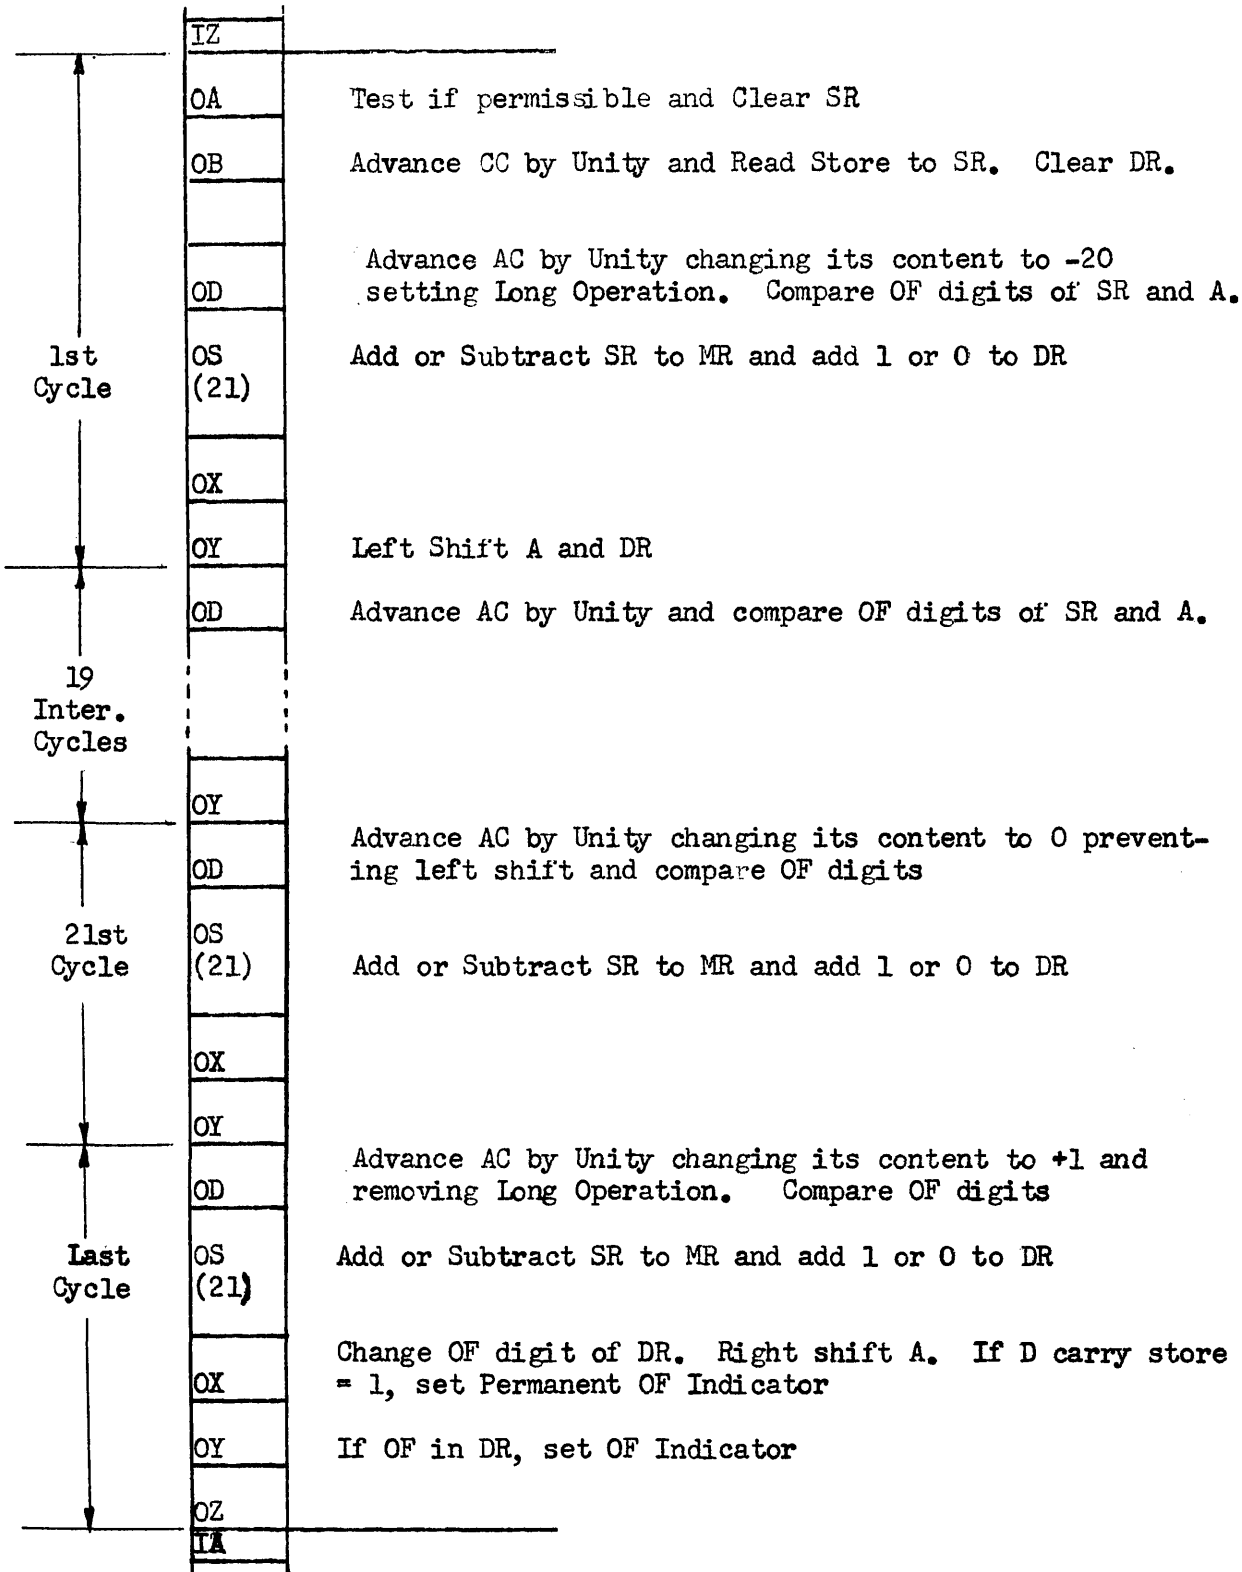 IZ
OA Test if permissible and Clear SR
OB Advance CC by Unity and Read Store to SR. Clear DR.
Advance AC by Unity changing its content to -20
OD setting Long Operation. Compare OF digits of SR and A.
1st OS Add or Subtract SR to MR and add 1 or 0 to DR
Cycle (21)
OX
OY Left Shift A and DR
OD Advance AC by Unity and compare OF digits of SR and A.
19
Inter.
Cycles
OY
Advance AC by Unity changing its content to 0 prevent-
OD ing left shift and compare OF digits
21st OS
Cycle (21) Add or Subtract SR to MR and add 1 or 0 to DR
OX
OY
Advance AC by Unity changing its content to +1 and
OD removing Long Operation. Compare OF digits
Last OS Add or Subtract SR to MR and add 1 or 0 to DR
Cycle (21)
Change OF digit of DR. Right shift A. If D carry store
OX = 1, set Permanent OF Indicator
OY If OF in DR, set OF Indicator
OZ
IA